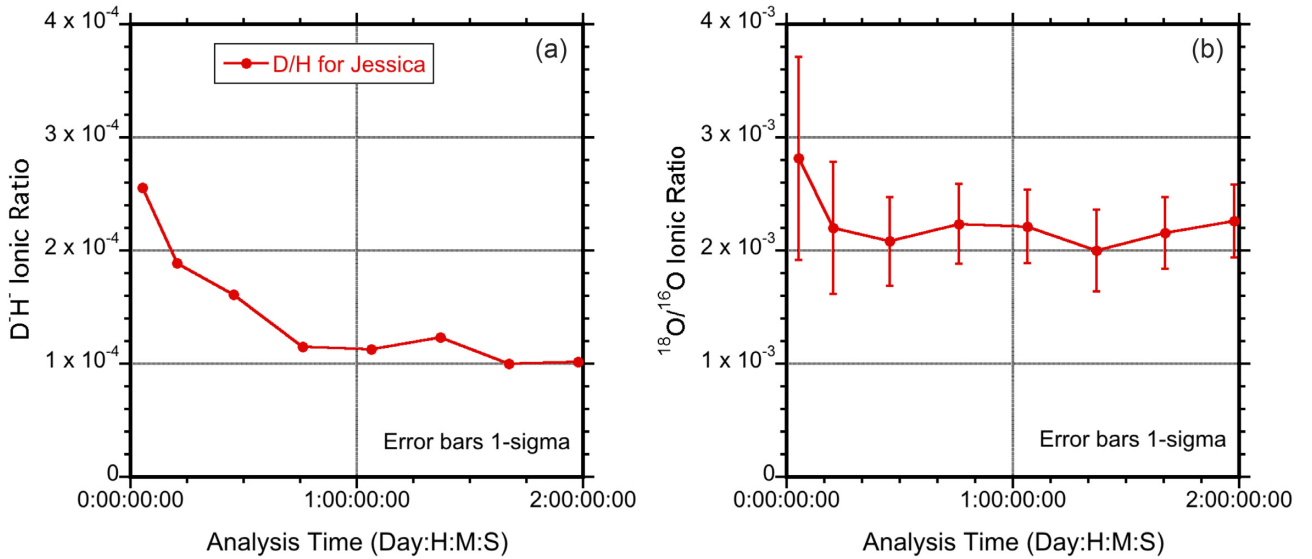 4 x 10⁻⁴
3 x 10⁻⁴
2 x 10⁻⁴
1 x 10⁻⁴
0
D⁻H⁻ Ionic Ratio
D/H for Jessica
(a)
Error bars 1-sigma
0:00:00:00
1:00:00:00
2:00:00:00
Analysis Time (Day:H:M:S)
4 x 10⁻³
3 x 10⁻³
2 x 10⁻³
1 x 10⁻³
0
¹⁸O/¹⁶O Ionic Ratio
(b)
Error bars 1-sigma
0:00:00:00
1:00:00:00
2:00:00:00
Analysis Time (Day:H:M:S)